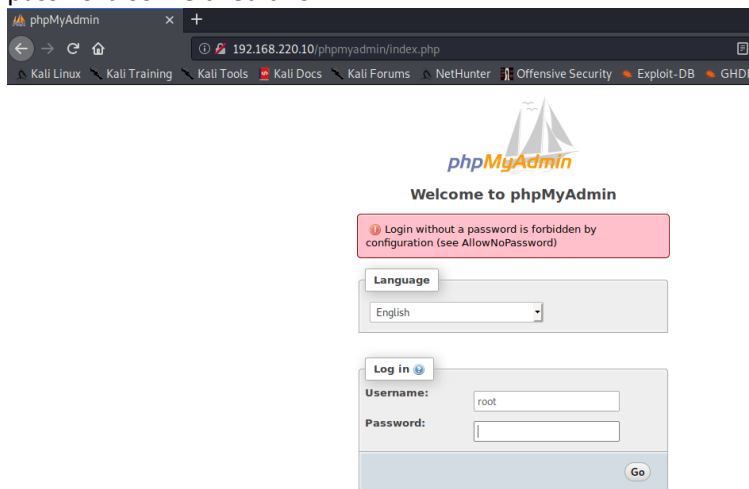 phpMyAdmin × +
192.168.220.10/phpmyadmin/index.php
Kali Linux Kali Training Kali Tools Kali Docs Kali Forums NetHunter Offensive Security Exploit-DB GHD
phpMyAdmin
Welcome to phpMyAdmin
Login without a password is forbidden by
configuration (see AllowNoPassword)
Language
English
Log in
Username:
root
Password:
Go